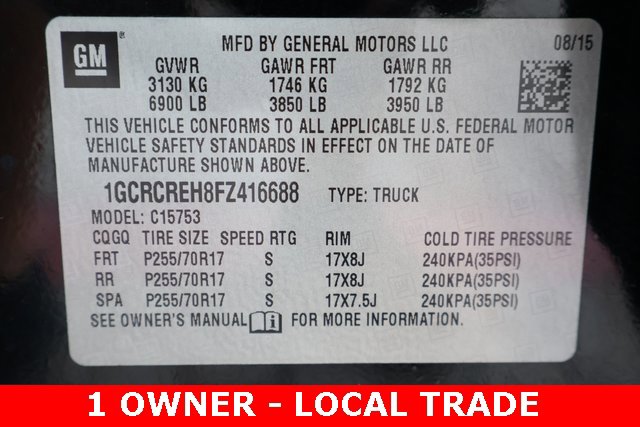 GM
MFD BY GENERAL MOTORS LLC 08/15
GVWR GAWR FRT GAWR RR
3130 KG 1746 KG 1792 KG
6900 LB 3850 LB 3950 LB
THIS VEHICLE CONFORMS TO ALL APPLICABLE U.S. FEDERAL MOTOR
VEHICLE SAFETY STANDARDS IN EFFECT ON THE DATE OF
MANUFACTURE SHOWN ABOVE.
1GCRCREH8FZ416688 TYPE: TRUCK
MODEL: C15753
CQGQ TIRE SIZE SPEED RTG RIM COLD TIRE PRESSURE
FRT P255/70R17 S 17X8J 240KPA(35PSI)
RR P255/70R17 S 17X8J 240KPA(35PSI)
SPA P255/70R17 S 17X7.5J 240KPA(35PSI)
SEE OWNER'S MANUAL FOR MORE INFORMATION.
1 OWNER - LOCAL TRADE